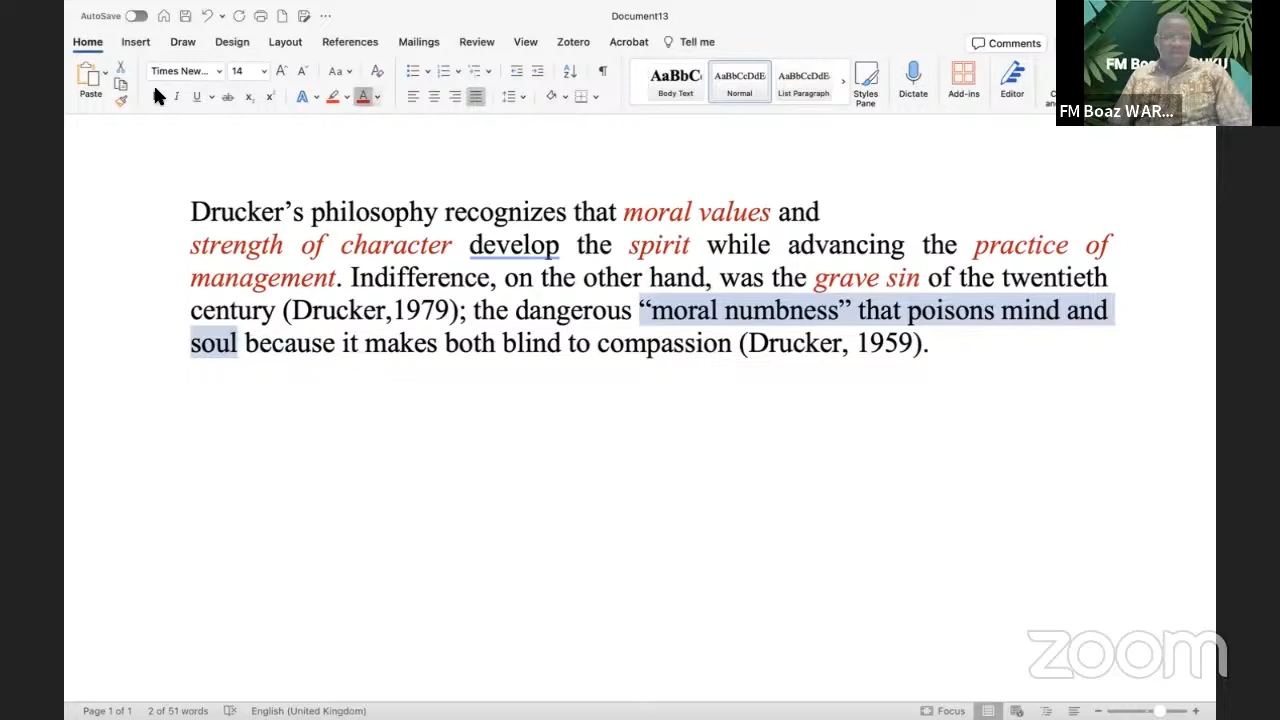 AutoSave
Document13
Home Insert Draw Design Layout References Mailings Review View Zotero Acrobat Tell me
Comments
FM Boaz WAR...
Paste
Times New... 14 Aa
AaBbC AaBbCcDdE AaBbCcDdE
Body Text Normal List Paragraph
Styles Pane
Dictate
Add-ins
Editor
Drucker’s philosophy recognizes that moral values and
strength of character develop the spirit while advancing the practice of
management. Indifference, on the other hand, was the grave sin of the twentieth
century (Drucker,1979); the dangerous “moral numbness” that poisons mind and
soul because it makes both blind to compassion (Drucker, 1959).
zoom
Page 1 of 1 2 of 51 words English (United Kingdom) Focus